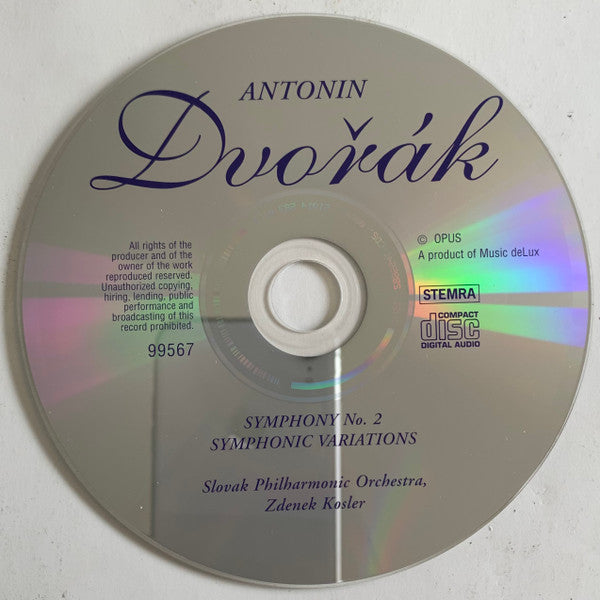 ANTONIN
Dvořák
All rights of the
producer and of the
owner of the work
reproduced reserved.
Unauthorized copying,
hiring, lending, public
performance and
broadcasting of this
record prohibited.
99567
© OPUS
A product of Music deLux
STEMRA
COMPACT
disc
DIGITAL AUDIO
SYMPHONY No. 2
SYMPHONIC VARIATIONS
Slovak Philharmonic Orchestra,
Zdenek Kosler